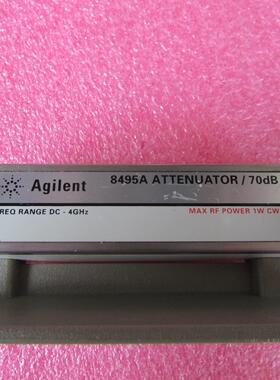 Agilent 8495A ATTENUATOR / 70dB
REQ RANGE DC - 4GHz MAX RF POWER 1W CW